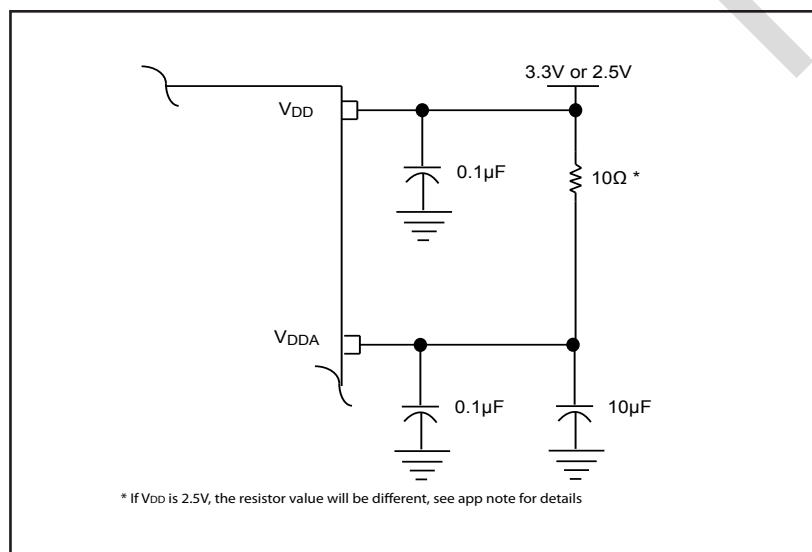 3.3V or 2.5V
VDD
0.1µF
10Ω *
VDDA
0.1µF
10µF
* If VDD is 2.5V, the resistor value will be different, see app note for details